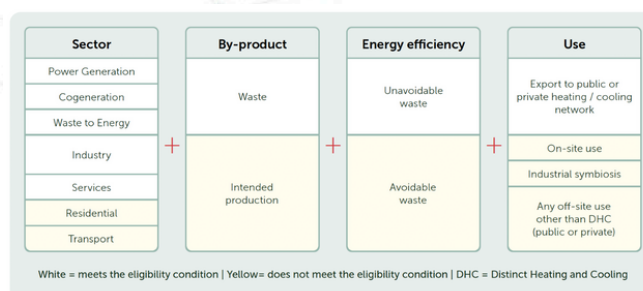 Sector
Power Generation
Cogeneration
Waste to Energy
Industry
Services
Residential
Transport
+
By-product
Waste
Intended
production
+
Energy efficiency
Unavoidable
waste
Avoidable
waste
+
Use
Export to public or
private heating / cooling
network
On-site use
Industrial symbiosis
Any off-site use
other than DHC
(public or private)
White = meets the eligibility condition | Yellow= does not meet the eligibility condition | DHC = Distinct Heating and Cooling